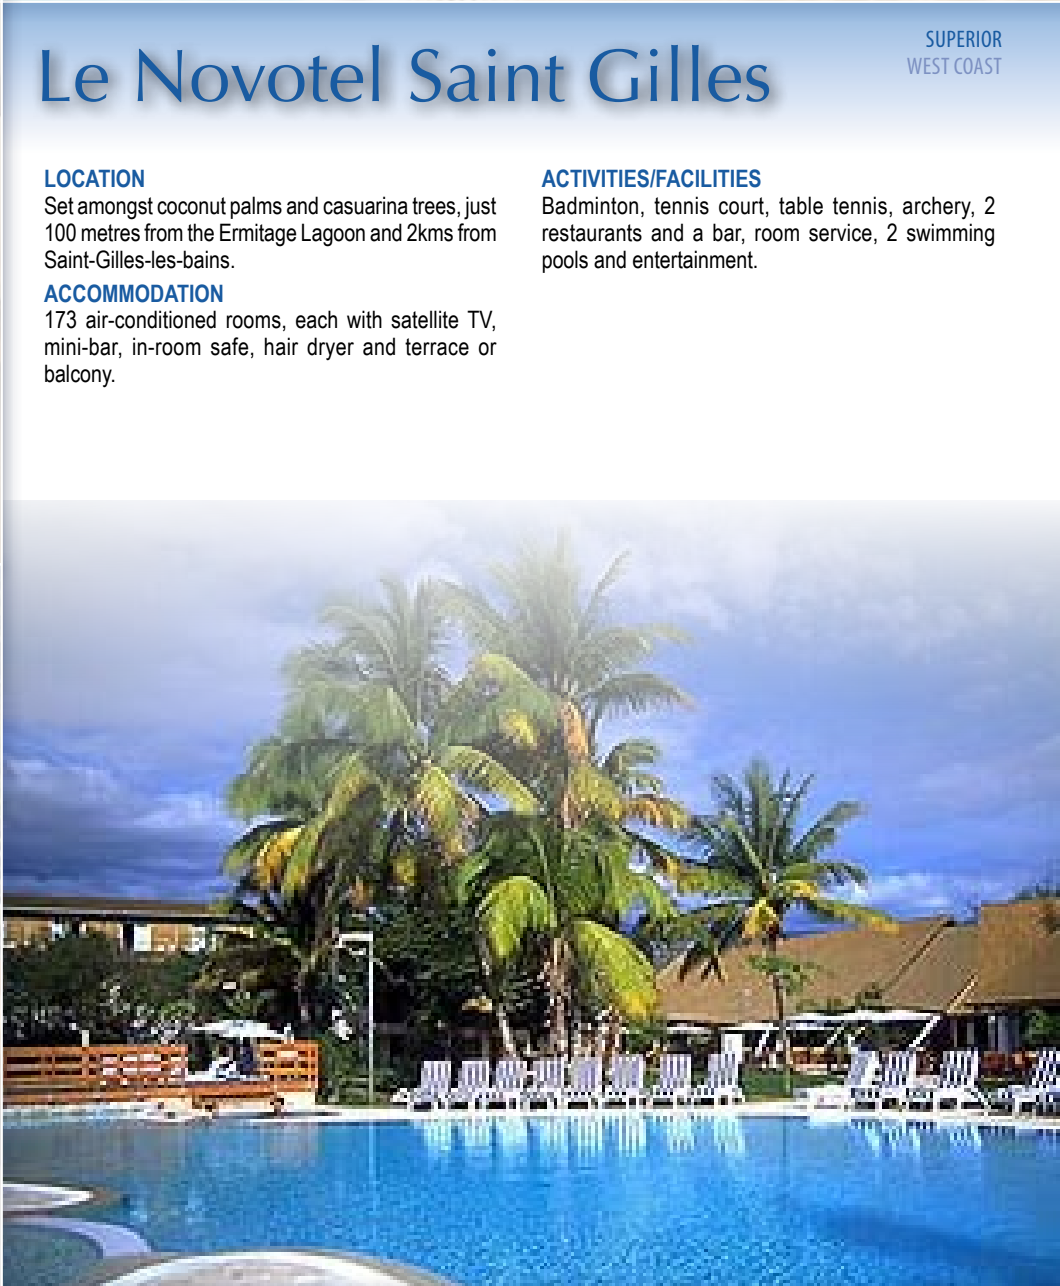 Le Novotel Saint Gilles
SUPERIOR
WEST COAST
LOCATION
Set amongst coconut palms and casuarina trees, just
100 metres from the Ermitage Lagoon and 2kms from
Saint-Gilles-les-bains.
ACCOMMODATION
173 air-conditioned rooms, each with satellite TV,
mini-bar, in-room safe, hair dryer and terrace or
balcony.
ACTIVITIES/FACILITIES
Badminton, tennis court, table tennis, archery, 2
restaurants and a bar, room service, 2 swimming
pools and entertainment.